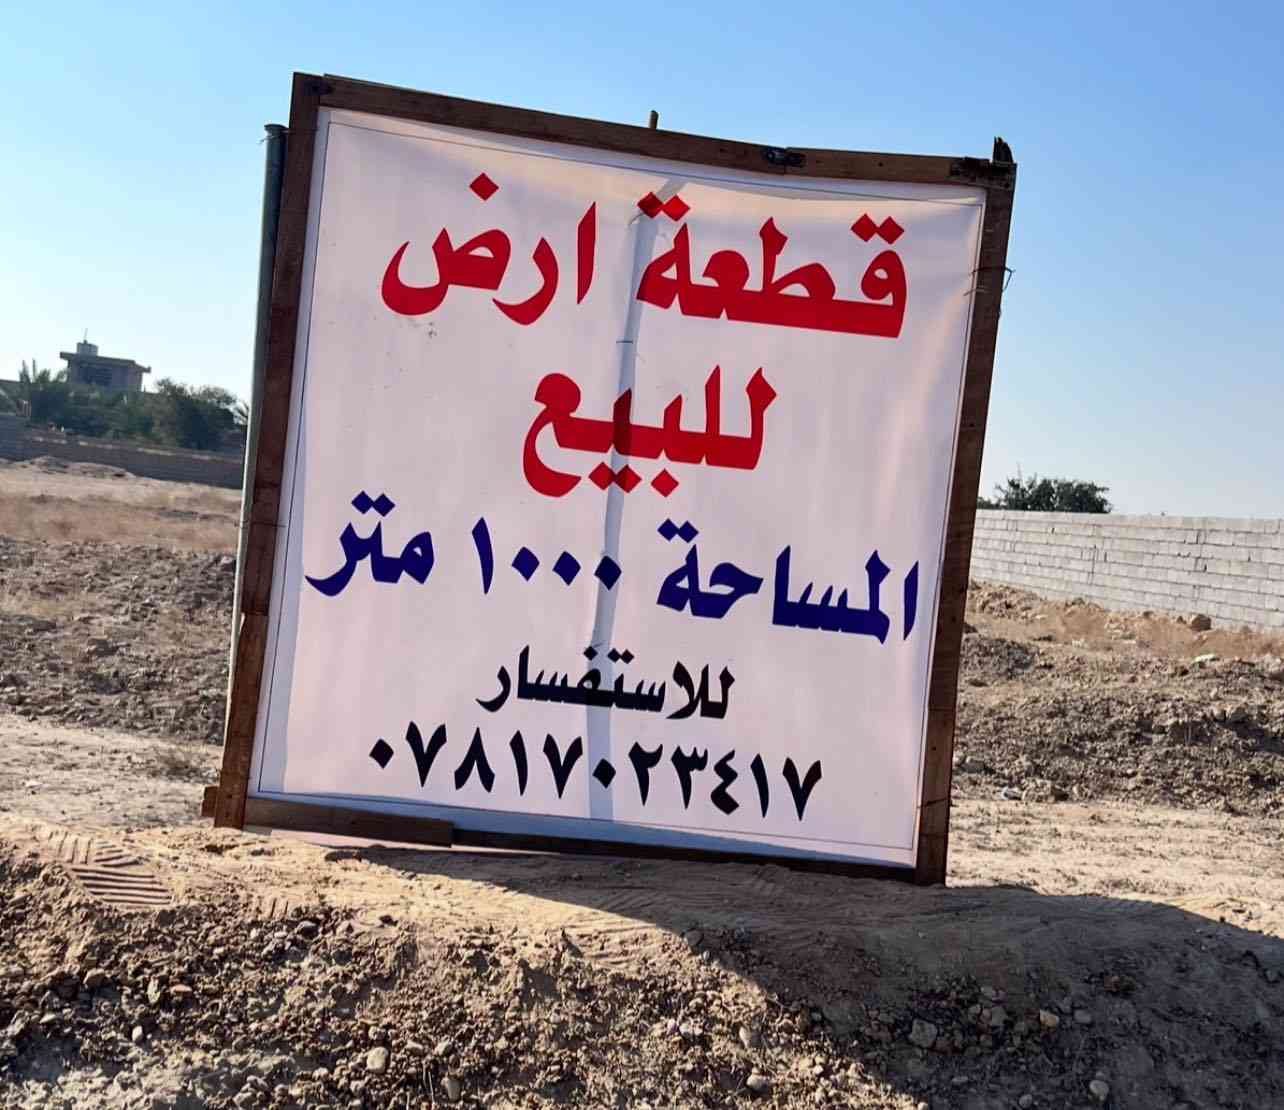 قطعة ارض
للبيع
المساحة ١٠٠٠ متر
للاستفسار
٠٧٨١٧٠٢٣٤١٧